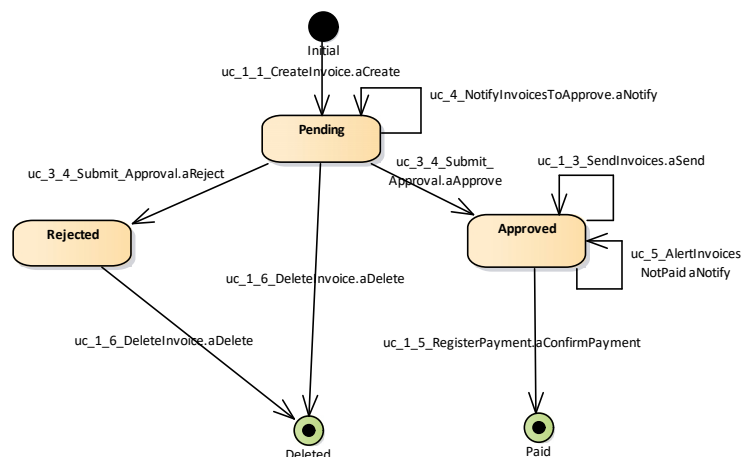 Initial
uc_1_1_CreateInvoice.aCreate
uc_4_NotifyInvoicesToApprove.aNotify
Pending
uc_3_4_Submit_
Approval.aApprove
uc_1_3_SendInvoices.aSend
uc_3_4_Submit_Approval.aReject
Rejected
Approved
uc_5_AlertInvoices
NotPaid aNotify
uc_1_6_DeleteInvoice.aDelete
uc_1_6_DeleteInvoice.aDelete
uc_1_5_RegisterPayment.aConfirmPayment
Deleted
Paid